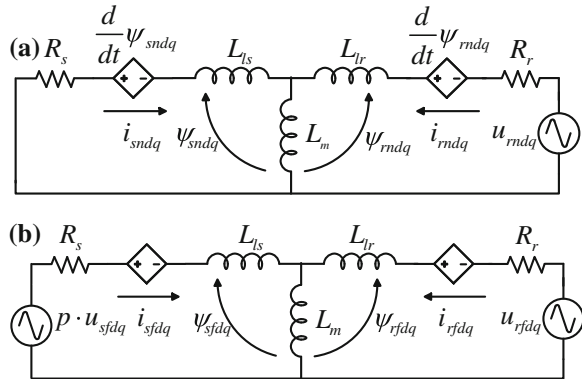 (a) R_s d/dt ψ_sndq L_ls L_lr d/dt ψ_rndq R_r
+ - + -
i_sndq ψ_sndq L_m ψ_rndq i_rndq u_rndq
(b) R_s L_ls L_lr R_r
+ - + -
p · u_sfdq i_sfdq ψ_sfdq L_m ψ_rfdq i_rfdq u_rfdq